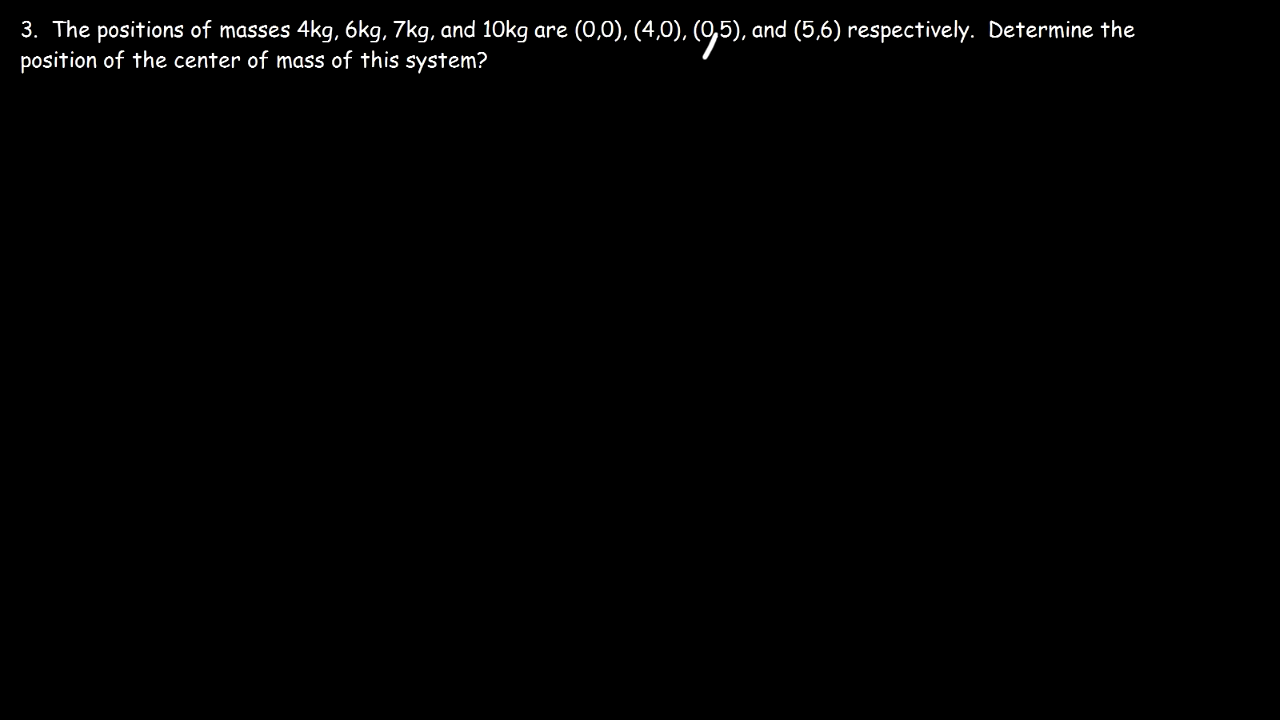 3. The positions of masses 4kg, 6kg, 7kg, and 10kg are (0,0), (4,0), (0,5), and (5,6) respectively. Determine the
position of the center of mass of this system?